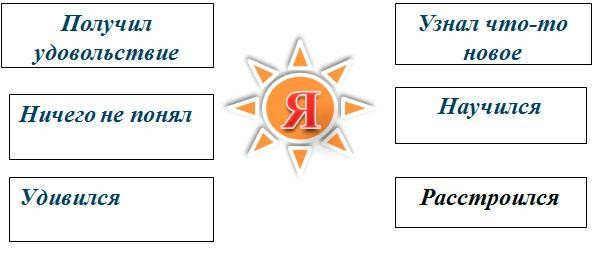 Получил
удовольствие
Ничего не понял
Удивился
Я
Узнал что-то
новое
Научился
Расстроился